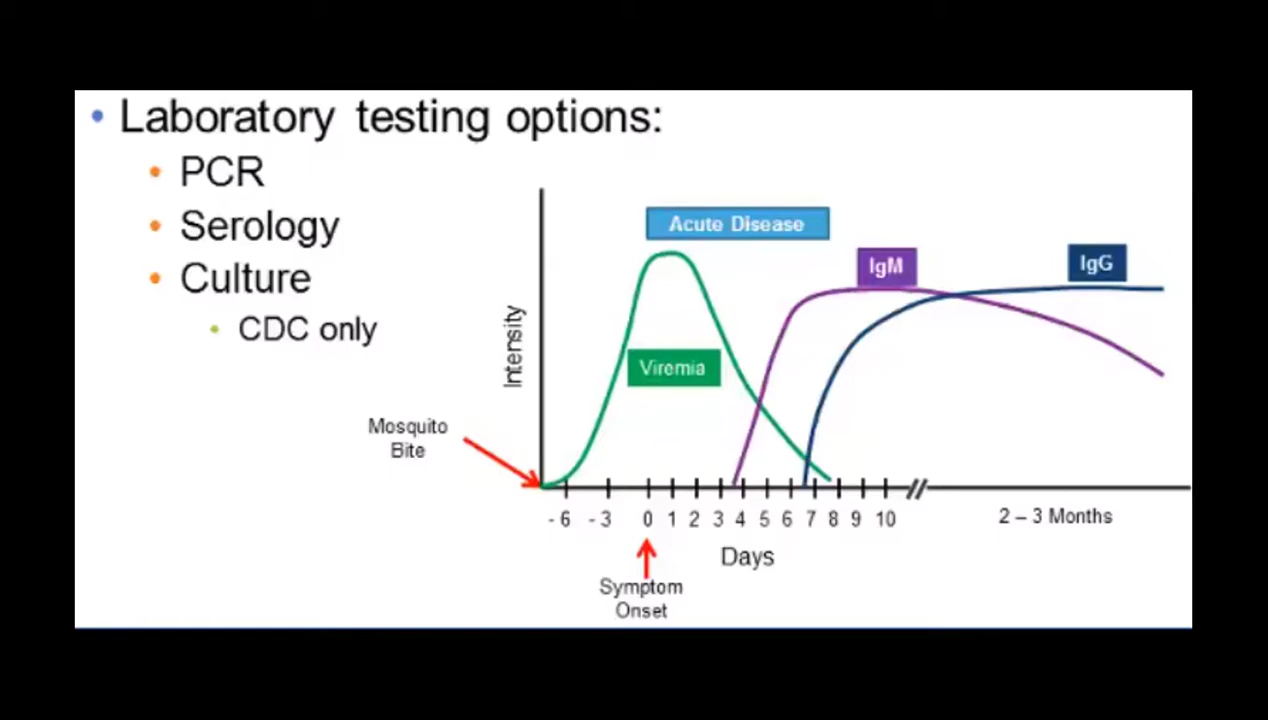 • Laboratory testing options:
• PCR
• Serology
• Culture
• CDC only
Acute Disease
IgM
IgG
Intensity
Viremia
Mosquito
Bite
- 6 - 3 0 1 2 3 4 5 6 7 8 9 10
2 – 3 Months
Days
Symptom
Onset